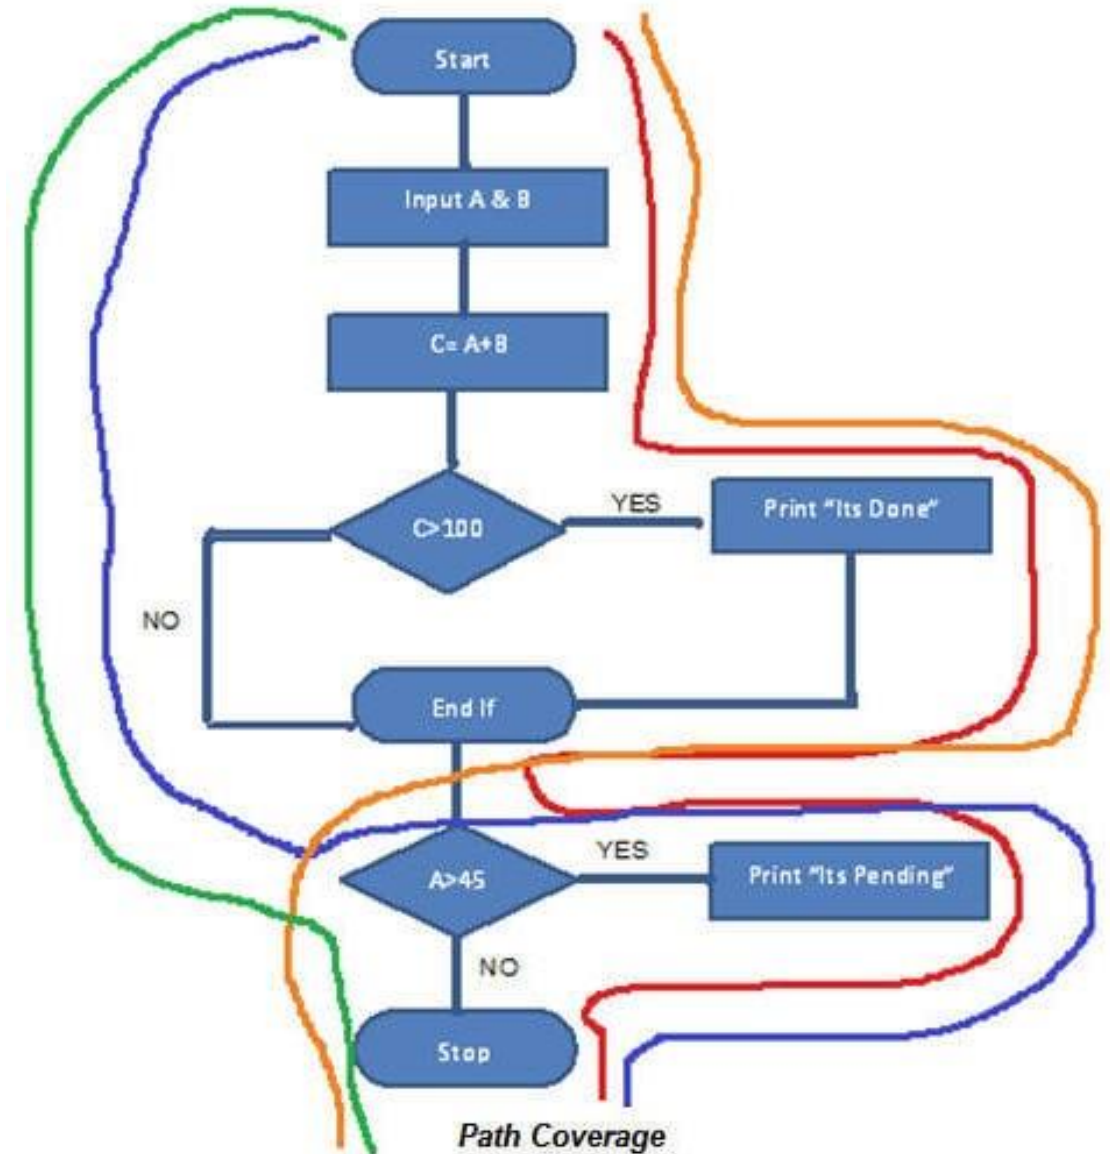 Start
Input A & B
C= A+B
C>100
YES
Print "Its Done"
NO
End If
A>45
YES
Print "Its Pending"
NO
Stop
Path Coverage